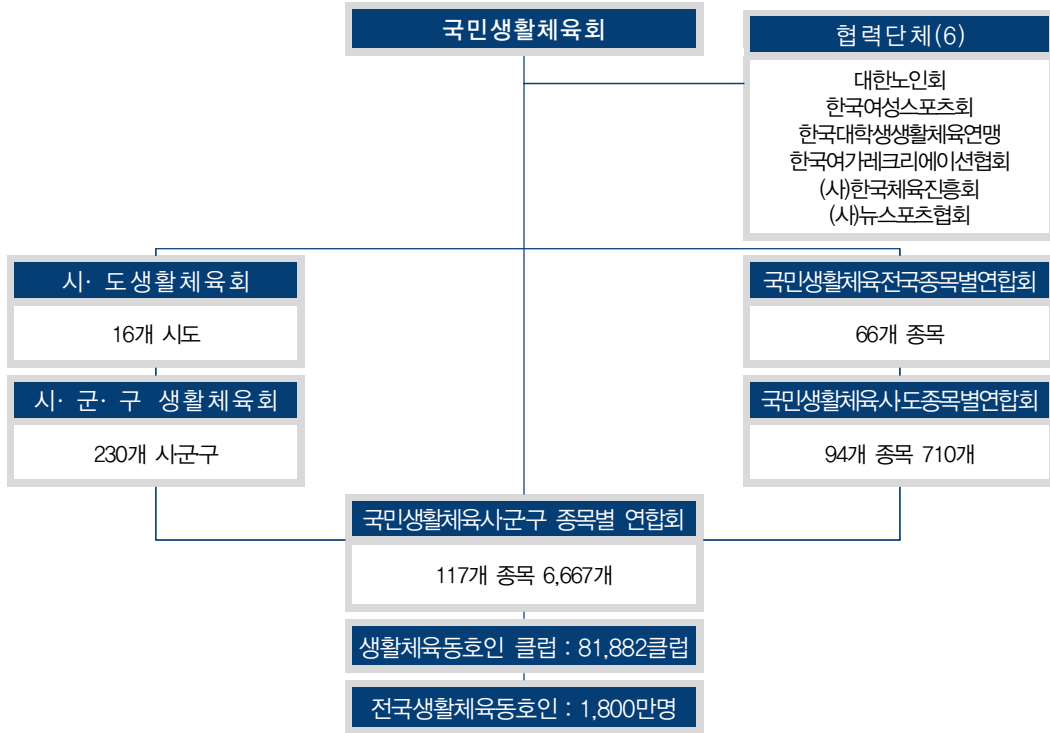 국민생활체육회
협력단체(6)
대한노인회
한국여성스포츠회
한국대학생생활체육연맹
한국여가레크리에이션협회
(사)한국체육진흥회
(사)뉴스포츠협회
시· 도생활체육회
16개 시도
국민생활체육전국종목별연합회
66개 종목
시· 군· 구 생활체육회
230개 시·군·구
국민생활체육시·도종목별연합회
94개 종목 710개
국민생활체육시·군·구 종목별 연합회
117개 종목 6,667개
생활체육동호인 클럽 : 81,882클럽
전국생활체육동호인 : 1,800만명